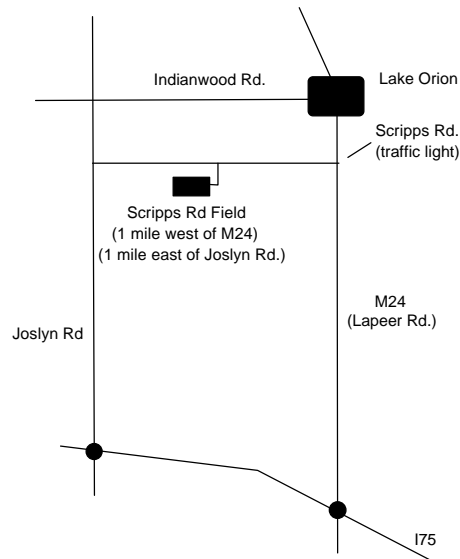 Indianwood Rd.
Lake Orion
Scripps Rd.
(traffic light)
Scripps Rd Field
(1 mile west of M24)
(1 mile east of Joslyn Rd.)
M24
(Lapeer Rd.)
Joslyn Rd
I75